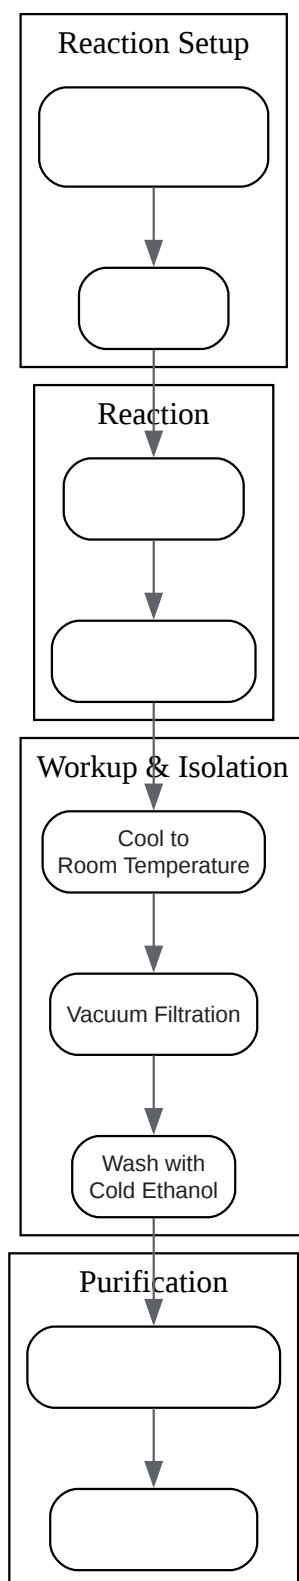 Reaction Setup
Reaction
Workup & Isolation
Cool to
Room Temperature
Vacuum Filtration
Wash with
Cold Ethanol
Purification